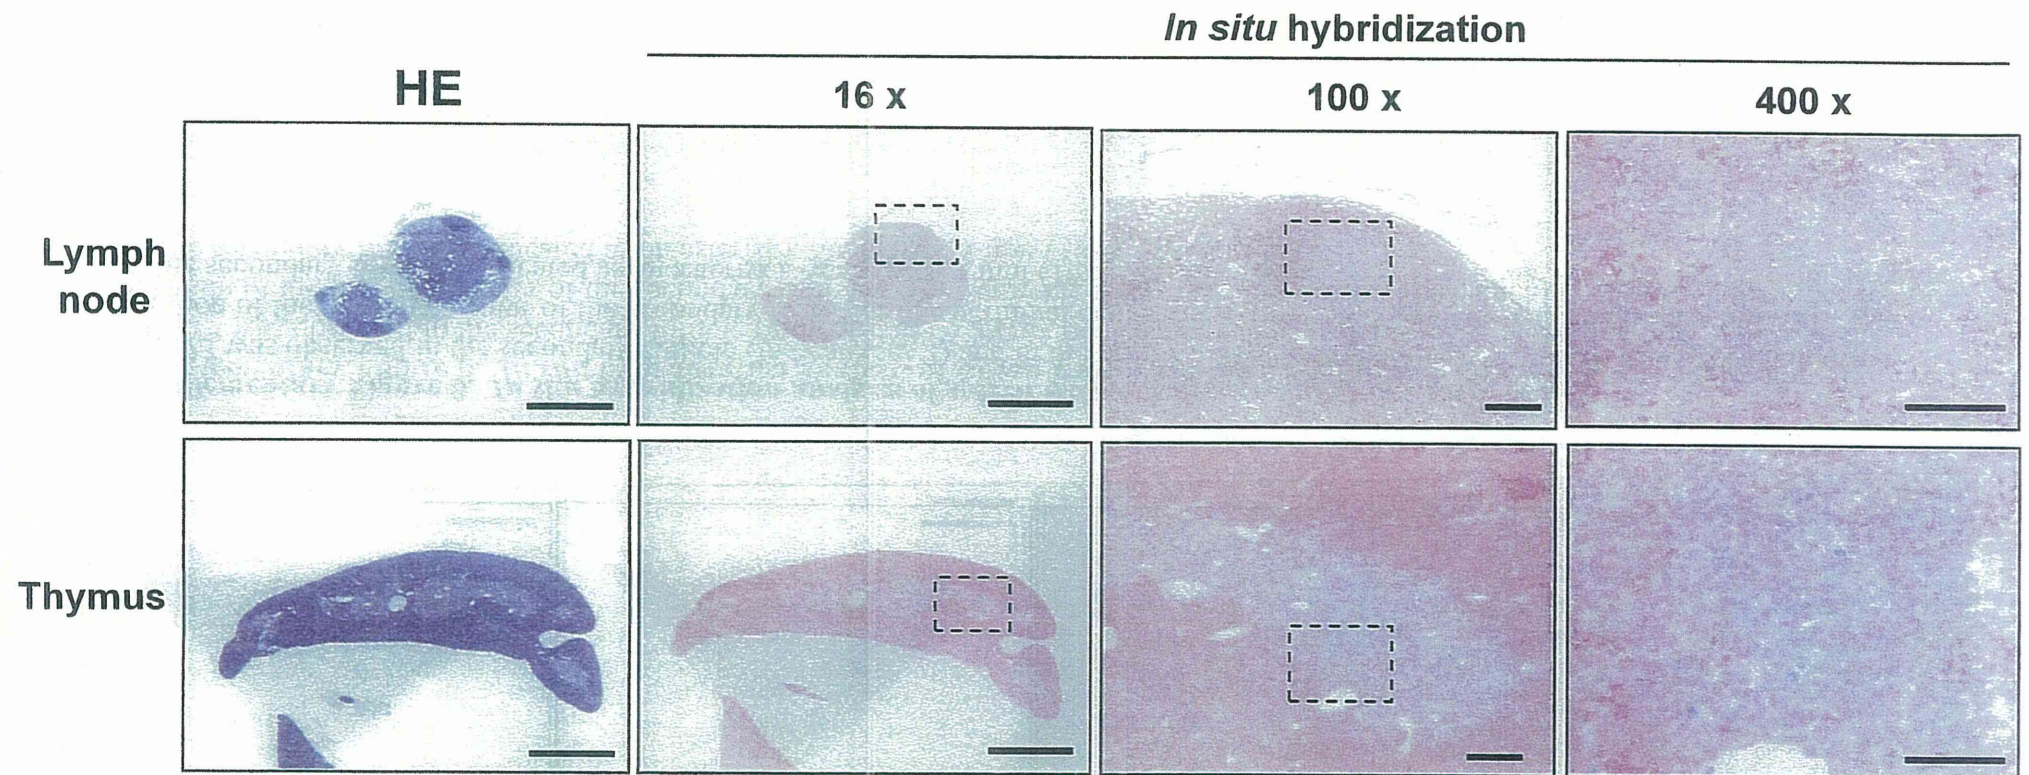 In situ hybridization
HE
16 x
100 x
400 x
Lymph
node
Thymus